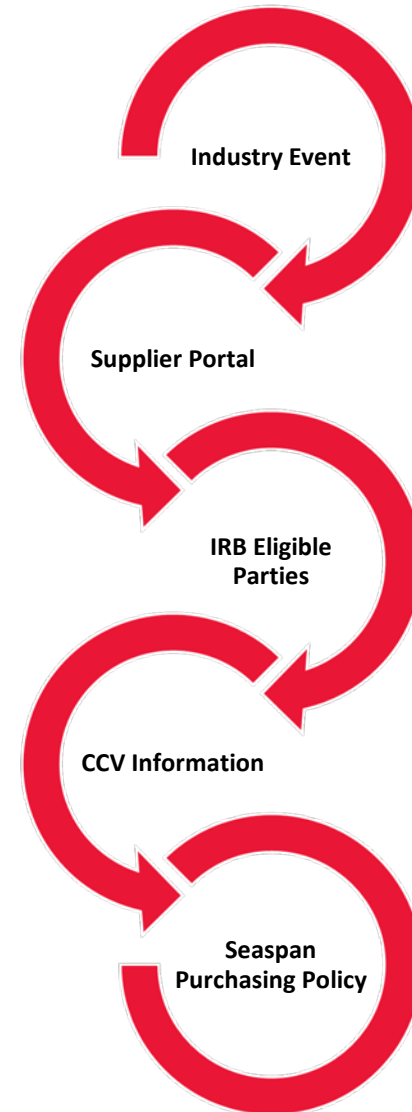 Industry Event
Supplier Portal
IRB Eligible
Parties
CCV Information
Seaspan
Purchasing Policy